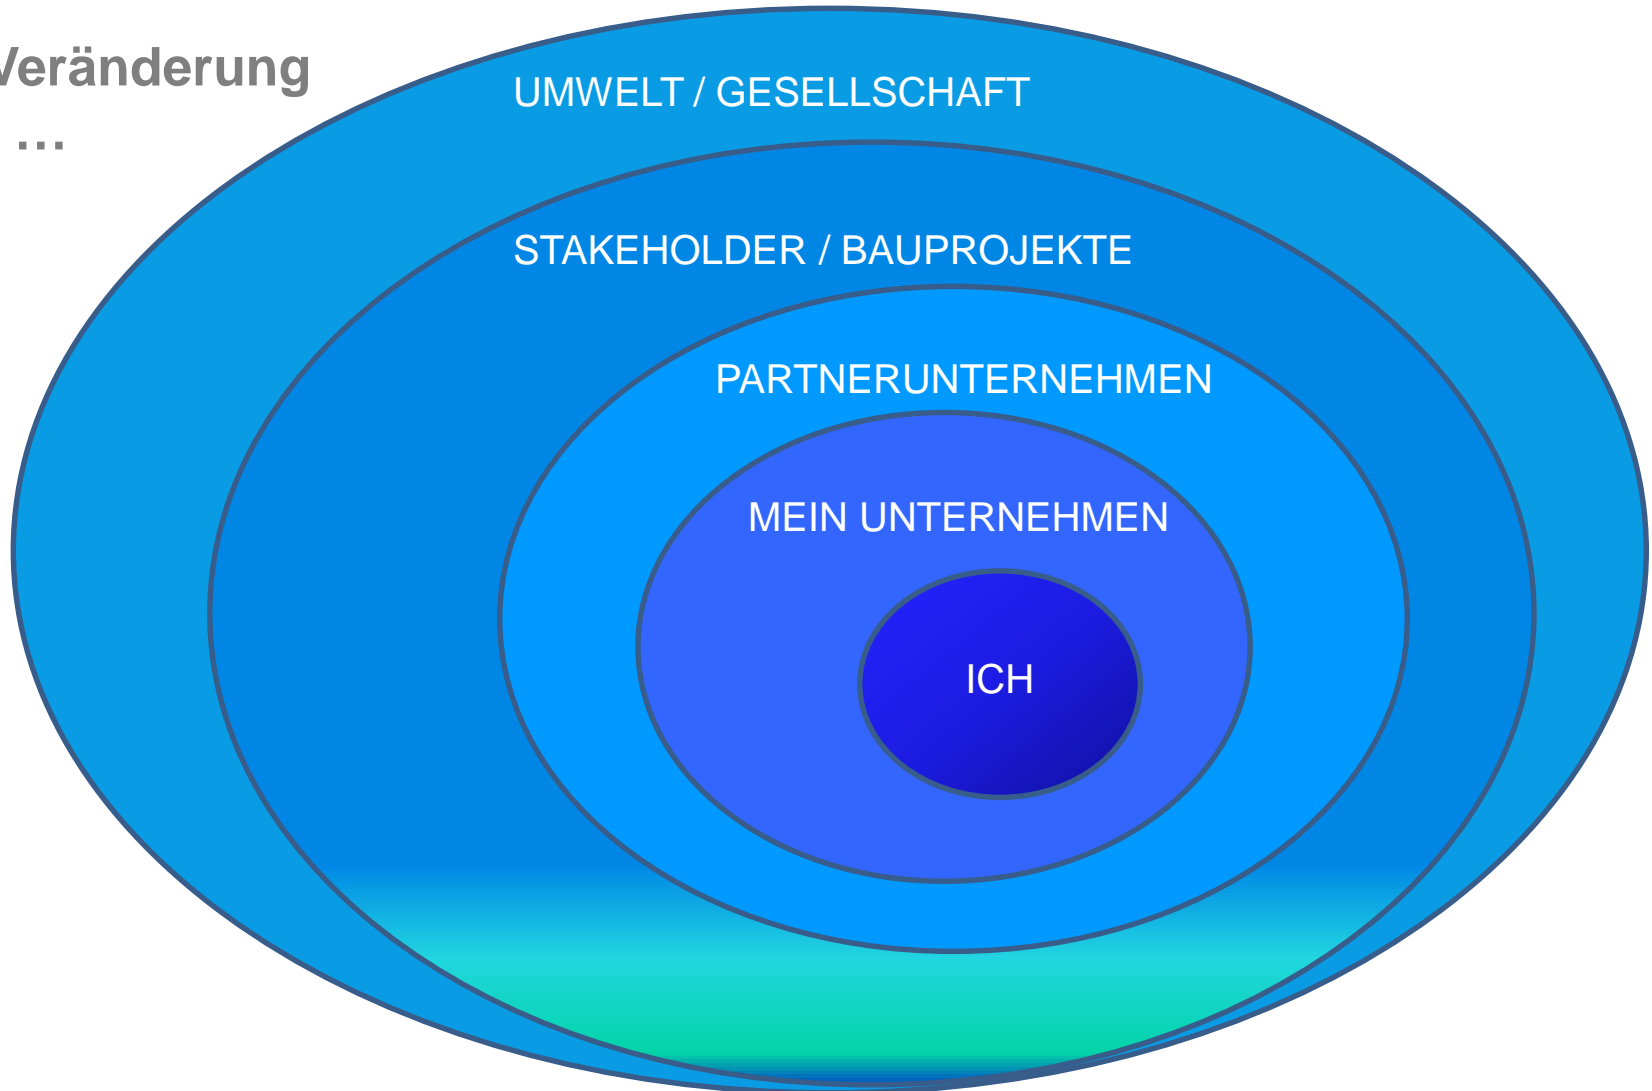 Veränderung
...
UMWELT / GESELLSCHAFT
STAKEHOLDER / BAUPROJEKTE
PARTNERUNTERNEHMEN
MEIN UNTERNEHMEN
ICH